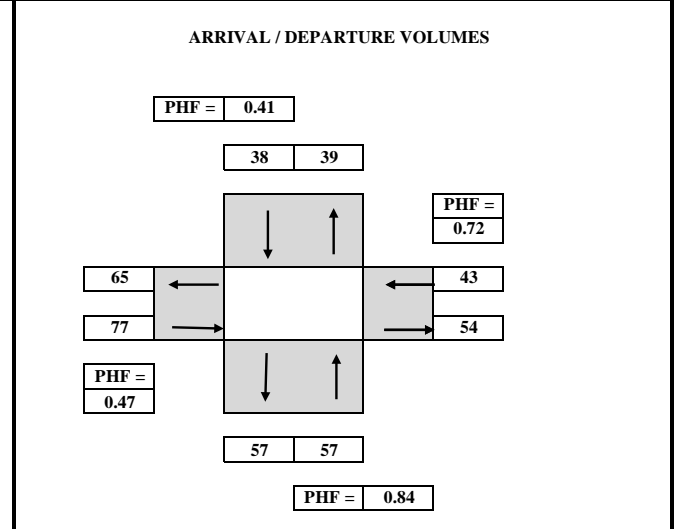 ARRIVAL / DEPARTURE VOLUMES
PHF = 0.41
38 39
PHF =
0.72
65 43
77 54
PHF =
0.47
57 57
PHF = 0.84